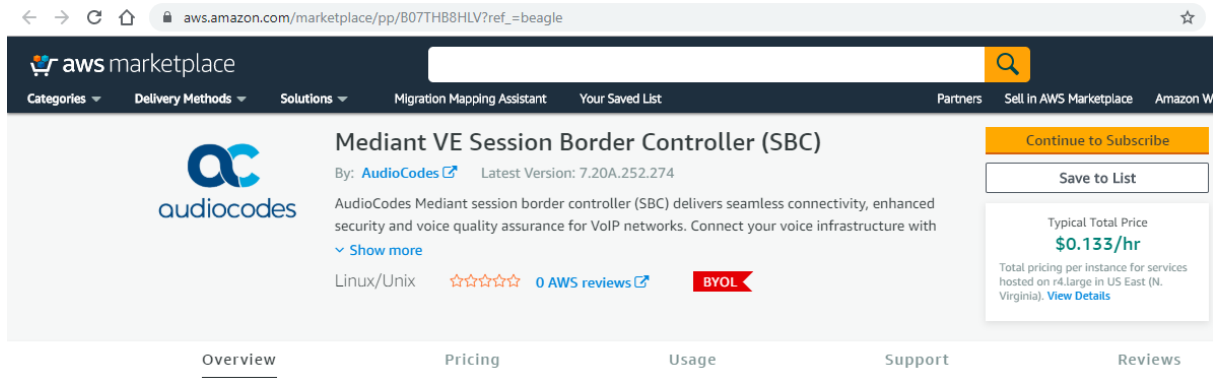 aws.amazon.com/marketplace/pp/B07THB8HLV?ref_=beagle
aws marketplace
Categories Delivery Methods Solutions Migration Mapping Assistant Your Saved List Partners Sell in AWS Marketplace Amazon W
audiocodes
Mediant VE Session Border Controller (SBC)
By: AudioCodes Latest Version: 7.20A.252.274
AudioCodes Mediant session border controller (SBC) delivers seamless connectivity, enhanced
security and voice quality assurance for VoIP networks. Connect your voice infrastructure with
Show more
Linux/Unix 0 AWS reviews BYOL
Continue to Subscribe
Save to List
Typical Total Price
$0.133/hr
Total pricing per instance for services
hosted on r4.large in US East (N.
Virginia). View Details
Overview Pricing Usage Support Reviews